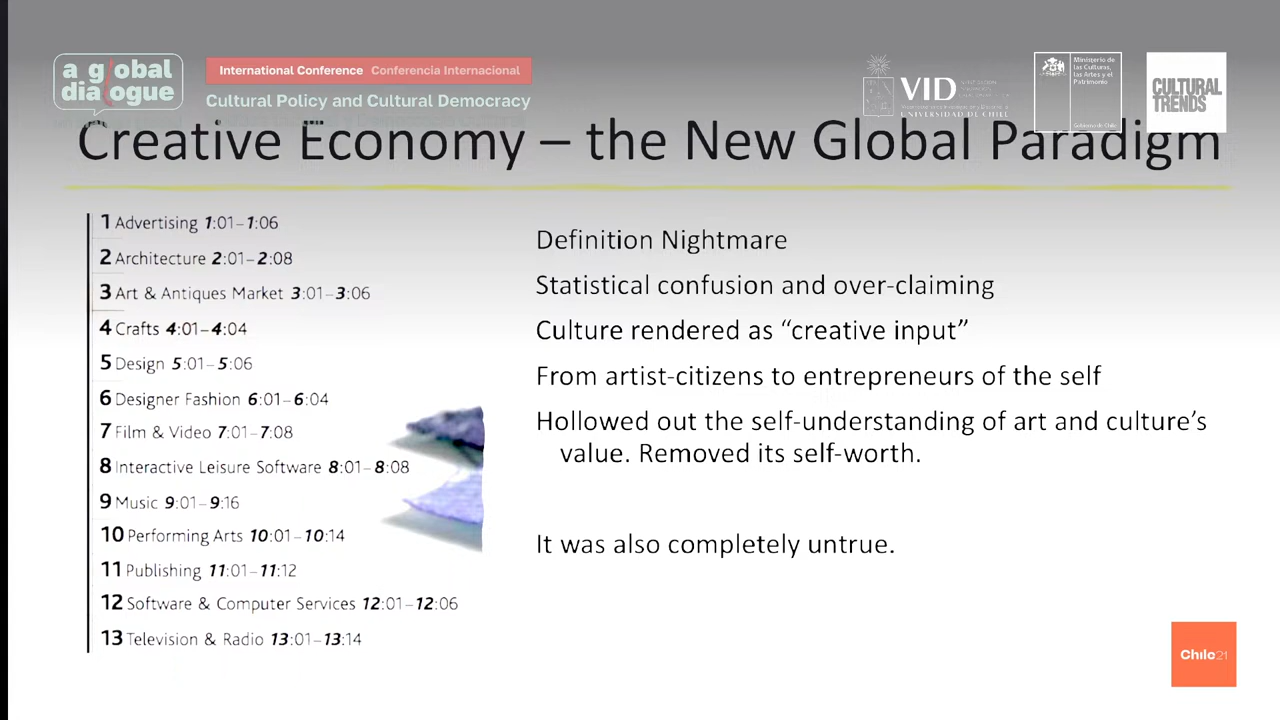 a global
dialogue
International Conference Conferencia Internacional
Cultural Policy and Cultural Democracy
VID
UNIVERSIDAD DE CHILE
Ministerio de
las Culturas,
las Artes y el
Patrimonio
Gobierno de Chile
CULTURAL
TRENDS
Creative Economy – the New Global Paradigm
1 Advertising 1:01–1:06
2 Architecture 2:01–2:08
3 Art & Antiques Market 3:01–3:06
4 Crafts 4:01–4:04
5 Design 5:01–5:06
6 Designer Fashion 6:01–6:04
7 Film & Video 7:01–7:08
8 Interactive Leisure Software 8:01–8:08
9 Music 9:01–9:16
10 Performing Arts 10:01–10:14
11 Publishing 11:01–11:12
12 Software & Computer Services 12:01–12:06
13 Television & Radio 13:01–13:14
Definition Nightmare
Statistical confusion and over-claiming
Culture rendered as “creative input”
From artist-citizens to entrepreneurs of the self
Hollowed out the self-understanding of art and culture’s
value. Removed its self-worth.
It was also completely untrue.
Chile21